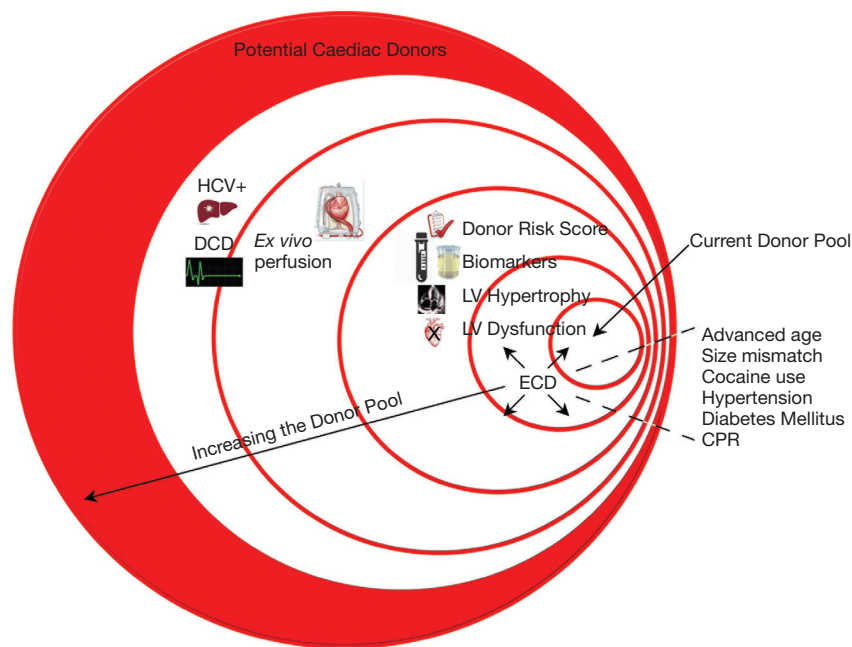 Potential Caediac Donors
HCV+
DCD
Ex vivo
perfusion
Donor Risk Score
Biomarkers
LV Hypertrophy
LV Dysfunction
X
ECD
Current Donor Pool
Advanced age
Size mismatch
Cocaine use
Hypertension
Diabetes Mellitus
CPR
Increasing the Donor Pool